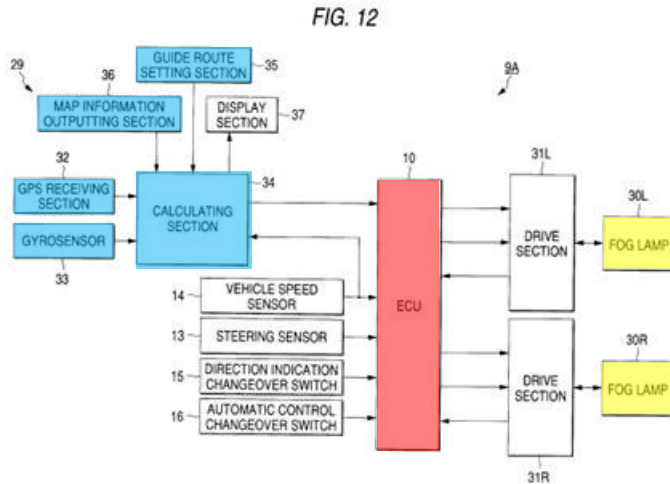 FIG. 12
GUIDE ROUTE
SETTING SECTION
35
29
36
9A
MAP INFORMATION
OUTPUTTING SECTION
DISPLAY
SECTION
37
32
34
10
31L
30L
GPS RECEIVING
SECTION
CALCULATING
SECTION
GYROSENSOR
33
DRIVE
SECTION
FOG LAMP
14
VEHICLE SPEED
SENSOR
ECU
13
STEERING SENSOR
15
DIRECTION INDICATION
CHANGEOVER SWITCH
16
AUTOMATIC CONTROL
CHANGEOVER SWITCH
DRIVE
SECTION
30R
FOG LAMP
31R